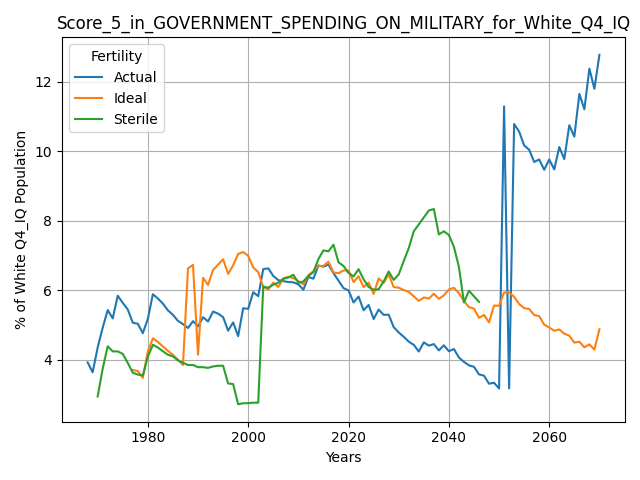 Score_5_in_GOVERNMENT_SPENDING_ON_MILITARY_for_White_Q4_IQ
Fertility
Actual
Ideal
Sterile
% of White Q4_IQ Population
12
10
8
6
4
1980 2000 2020 2040 2060
Years